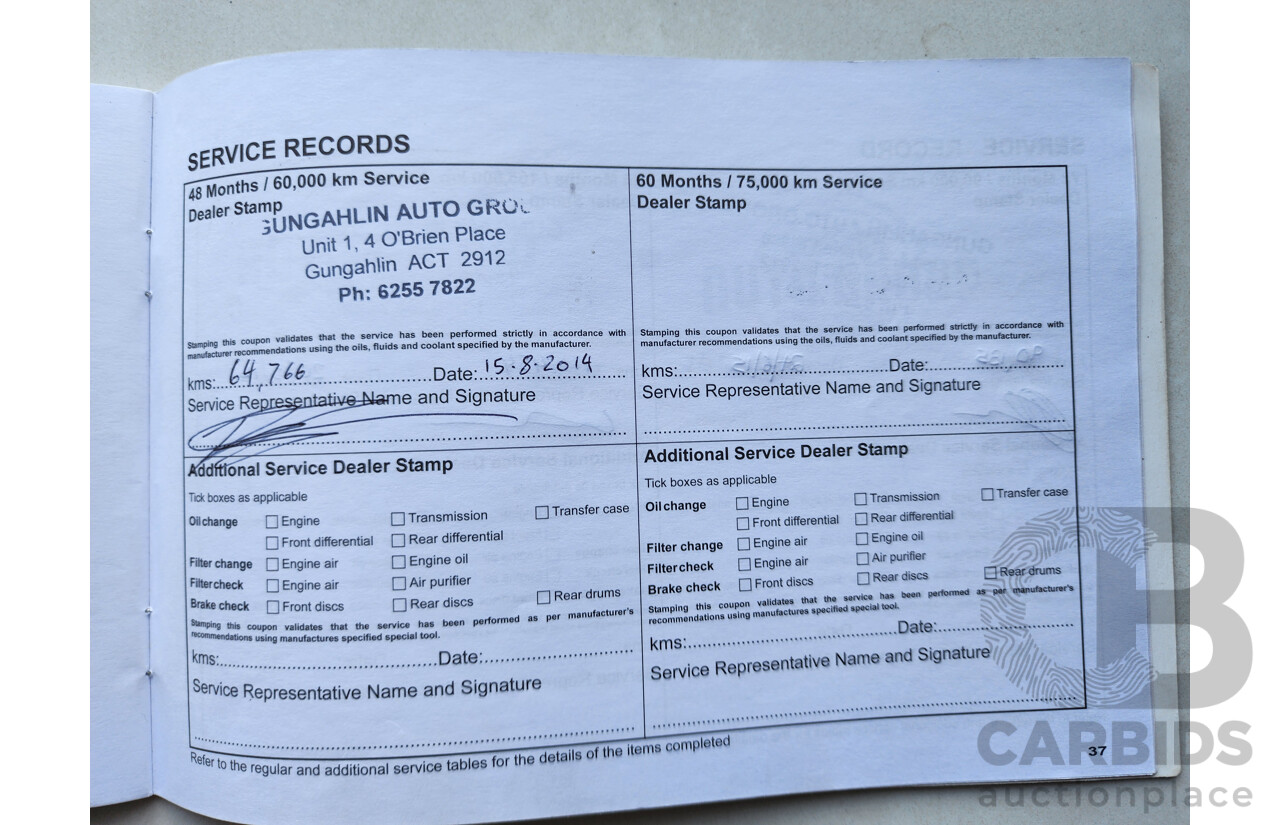 SERVICE RECORDS
48 Months / 60,000 km Service
Dealer Stamp
GUNGAHLIN AUTO GROU
Unit 1, 4 O'Brien Place
Gungahlin ACT 2912
Ph: 6255 7822
Stamping this coupon validates that the service has been performed strictly in accordance with
manufacturer recommendations using the oils, fluids and coolant specified by the manufacturer.
kms: 64,766 Date: 15.8.2014
Service Representative Name and Signature
Additional Service Dealer Stamp
Tick boxes as applicable
Oil change Engine Transmission Transfer case
Front differential Rear differential
Filter change Engine air Engine oil
Filter check Engine air Air purifier
Brake check Front discs Rear discs Rear drums
Stamping this coupon validates that the service has been performed as per manufacturer's
recommendations using manufactures specified special tool.
kms: Date:
Service Representative Name and Signature
60 Months / 75,000 km Service
Dealer Stamp
Stamping this coupon validates that the service has been performed strictly in accordance with
manufacturer recommendations using the oils, fluids and coolant specified by the manufacturer.
kms: Date:
Service Representative Name and Signature
Additional Service Dealer Stamp
Tick boxes as applicable
Oil change Engine Transmission Transfer case
Front differential Rear differential
Filter change Engine air Engine oil
Filter check Engine air Air purifier
Brake check Front discs Rear discs Rear drums
Stamping this coupon validates that the service has been performed as per manufacturer's
recommendations using manufactures specified special tool.
kms: Date:
Service Representative Name and Signature
Refer to the regular and additional service tables for the details of the items completed
37
CARBIDS
auctionplace